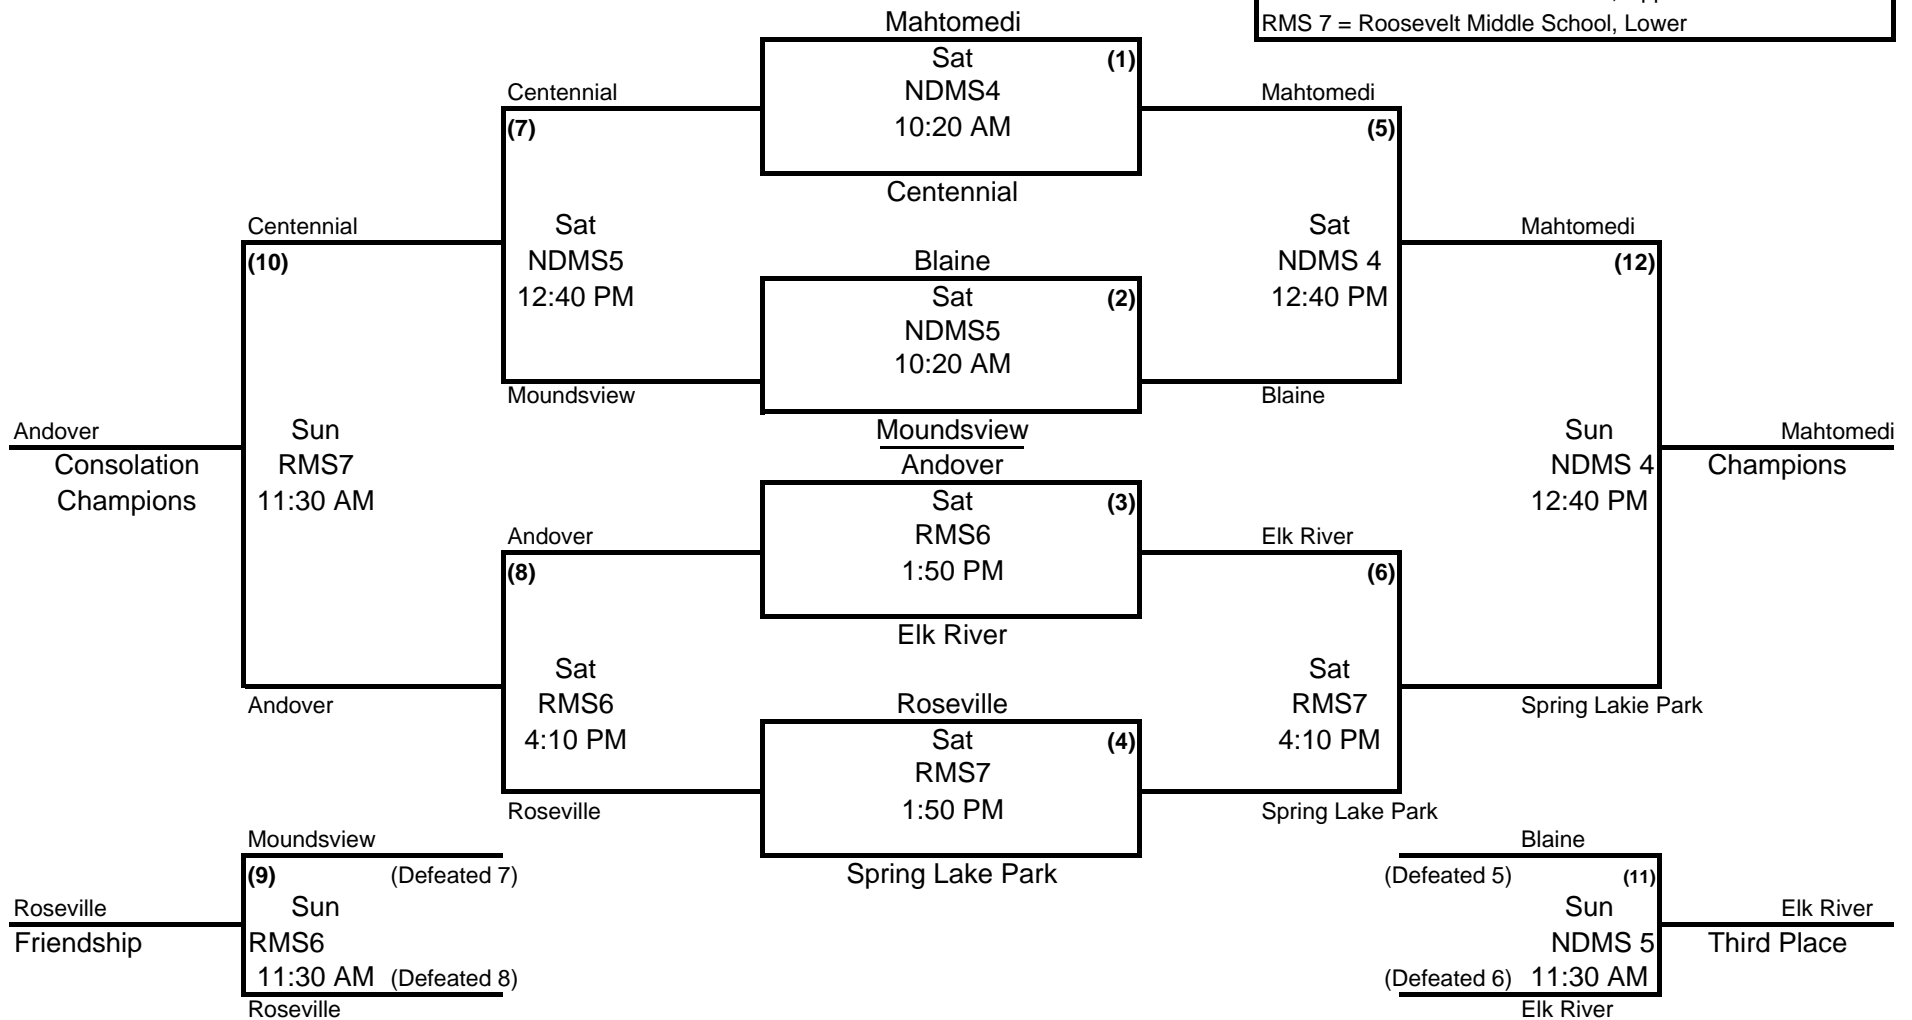 RMS 7 = Roosevelt Middle School, Lower
Mahtomedi
Sat
(1)
NDMS4
10:20 AM
Centennial
Centennial
(7)
Sat
NDMS5
12:40 PM
Moundsview
Mahtomedi
(5)
Sat
NDMS 4
12:40 PM
Blaine
Blaine
Sat
(2)
NDMS5
10:20 AM
Moundsview
Centennial
(10)
Sun
RMS7
11:30 AM
Andover
Andover
Consolation
Champions
Mahtomedi
(12)
Sun
NDMS 4
12:40 PM
Spring Lakie Park
Mahtomedi
Champions
Andover
Sat
(3)
RMS6
1:50 PM
Elk River
Andover
(8)
Sat
RMS6
4:10 PM
Roseville
Elk River
(6)
Sat
RMS7
4:10 PM
Spring Lake Park
Roseville
Sat
(4)
RMS7
1:50 PM
Spring Lake Park
Moundsview
(9)
(Defeated 7)
Sun
RMS6
11:30 AM
(Defeated 8)
Roseville
Roseville
Friendship
Blaine
(Defeated 5)
(11)
Sun
NDMS 5
(Defeated 6)
11:30 AM
Elk River
Elk River
Third Place